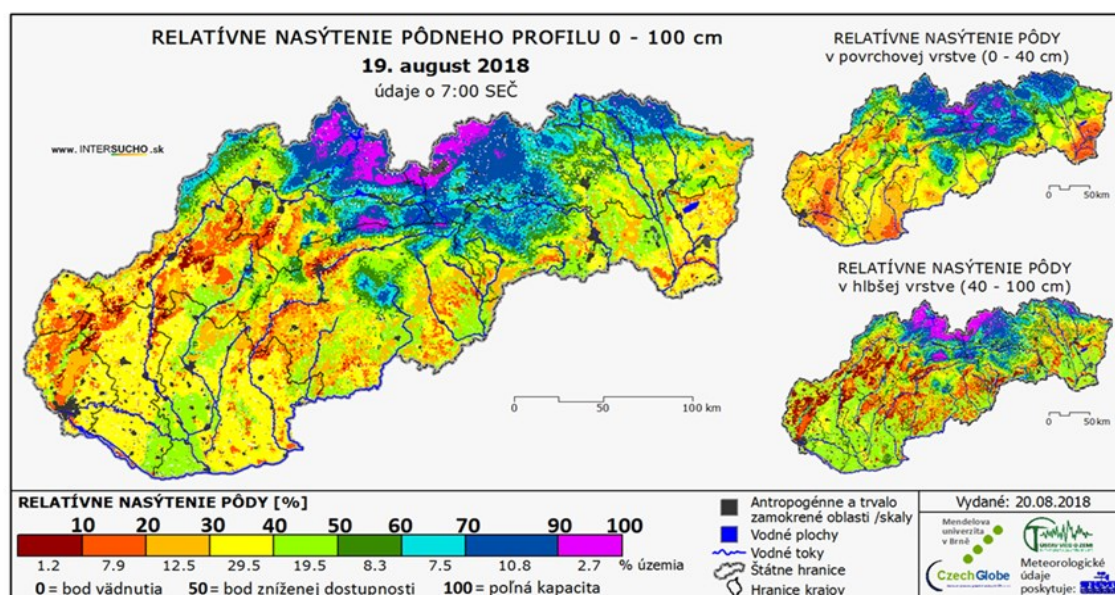 RELATÍVNE NASÝTENIE PÔDNEHO PROFILU 0 - 100 cm
19. august 2018
údaje o 7:00 SEČ
www.INTERSUCHO.sk
0 50 100 km
RELATÍVNE NASÝTENIE PÔDY
v povrchovej vrstve (0 - 40 cm)
0 50km
RELATÍVNE NASÝTENIE PÔDY
v hlbšej vrstve (40 - 100 cm)
0 50km
RELATÍVNE NASÝTENIE PÔDY [%]
10 20 30 40 50 60 70 90 100
1.2 7.9 12.5 29.5 19.5 8.3 7.5 10.8 2.7 % územia
0 = bod vädnutia 50 = bod zníženej dostupnosti 100 = poľná kapacita
Antropogénne a trvalo
zamokrené oblasti /skaly
Vodné plochy
Vodné toky
Štátne hranice
Hranice krajov
Vydané: 20.08.2018
Mendelova
univerzita
v Brně
CzechGlobe
Meteorologické
údaje
poskytuje: